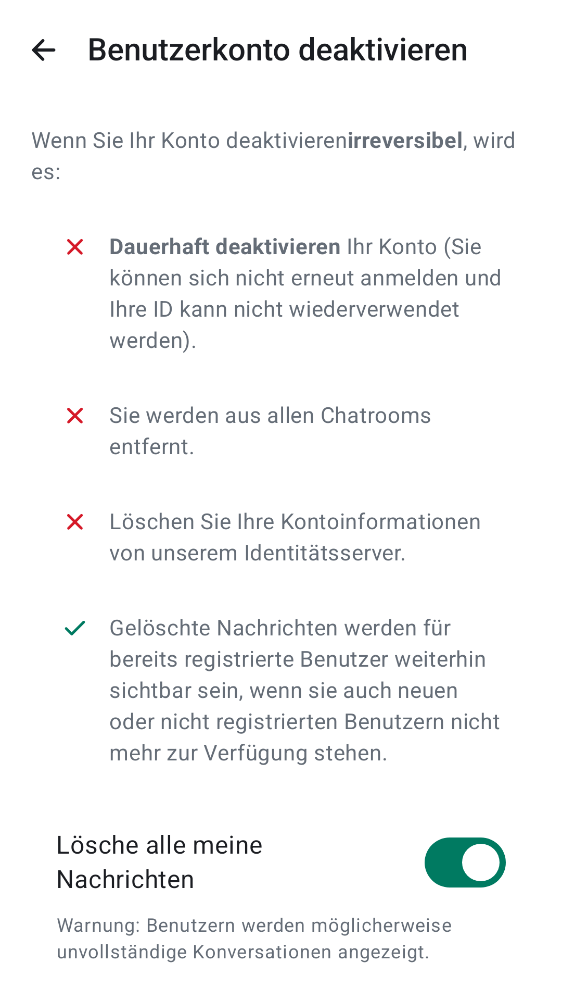 Benutzerkonto deaktivieren
Wenn Sie Ihr Konto deaktivierenirreversibel, wird
es:
Dauerhaft deaktivieren Ihr Konto (Sie
können sich nicht erneut anmelden und
Ihre ID kann nicht wiederverwendet
werden).
Sie werden aus allen Chatrooms
entfernt.
Löschen Sie Ihre Kontoinformationen
von unserem Identitätsserver.
Gelöschte Nachrichten werden für
bereits registrierte Benutzer weiterhin
sichtbar sein, wenn sie auch neuen
oder nicht registrierten Benutzern nicht
mehr zur Verfügung stehen.
Lösche alle meine
Nachrichten
Warnung: Benutzern werden möglicherweise
unvollständige Konversationen angezeigt.